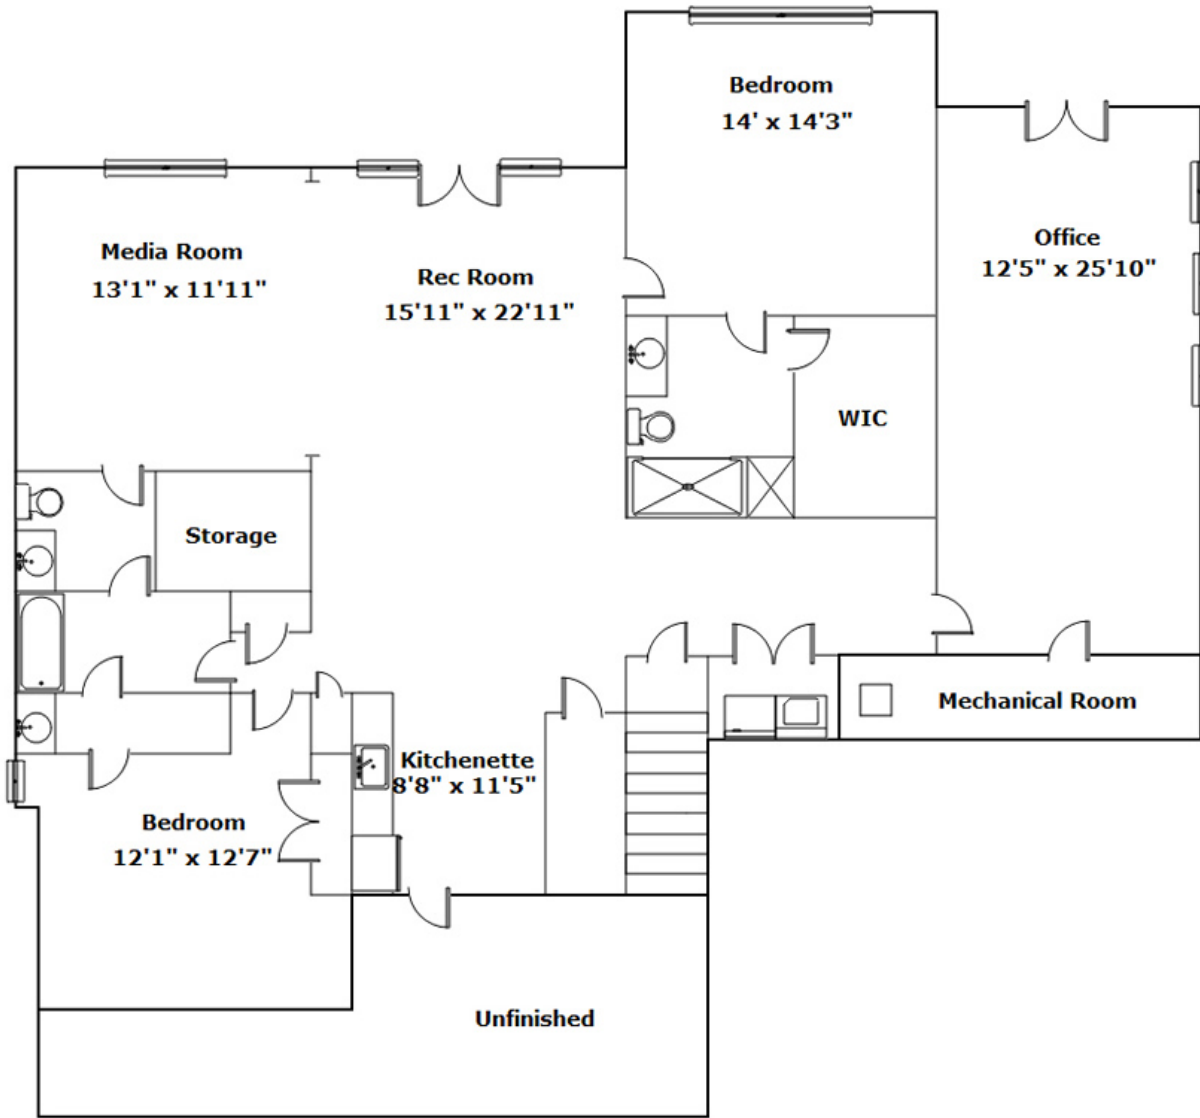 Bedroom
14' x 14'3"
Media Room
13'1" x 11'11"
Rec Room
15'11" x 22'11"
Office
12'5" x 25'10"
WIC
Storage
Mechanical Room
Kitchenette
8'8" x 11'5"
Bedroom
12'1" x 12'7"
Unfinished